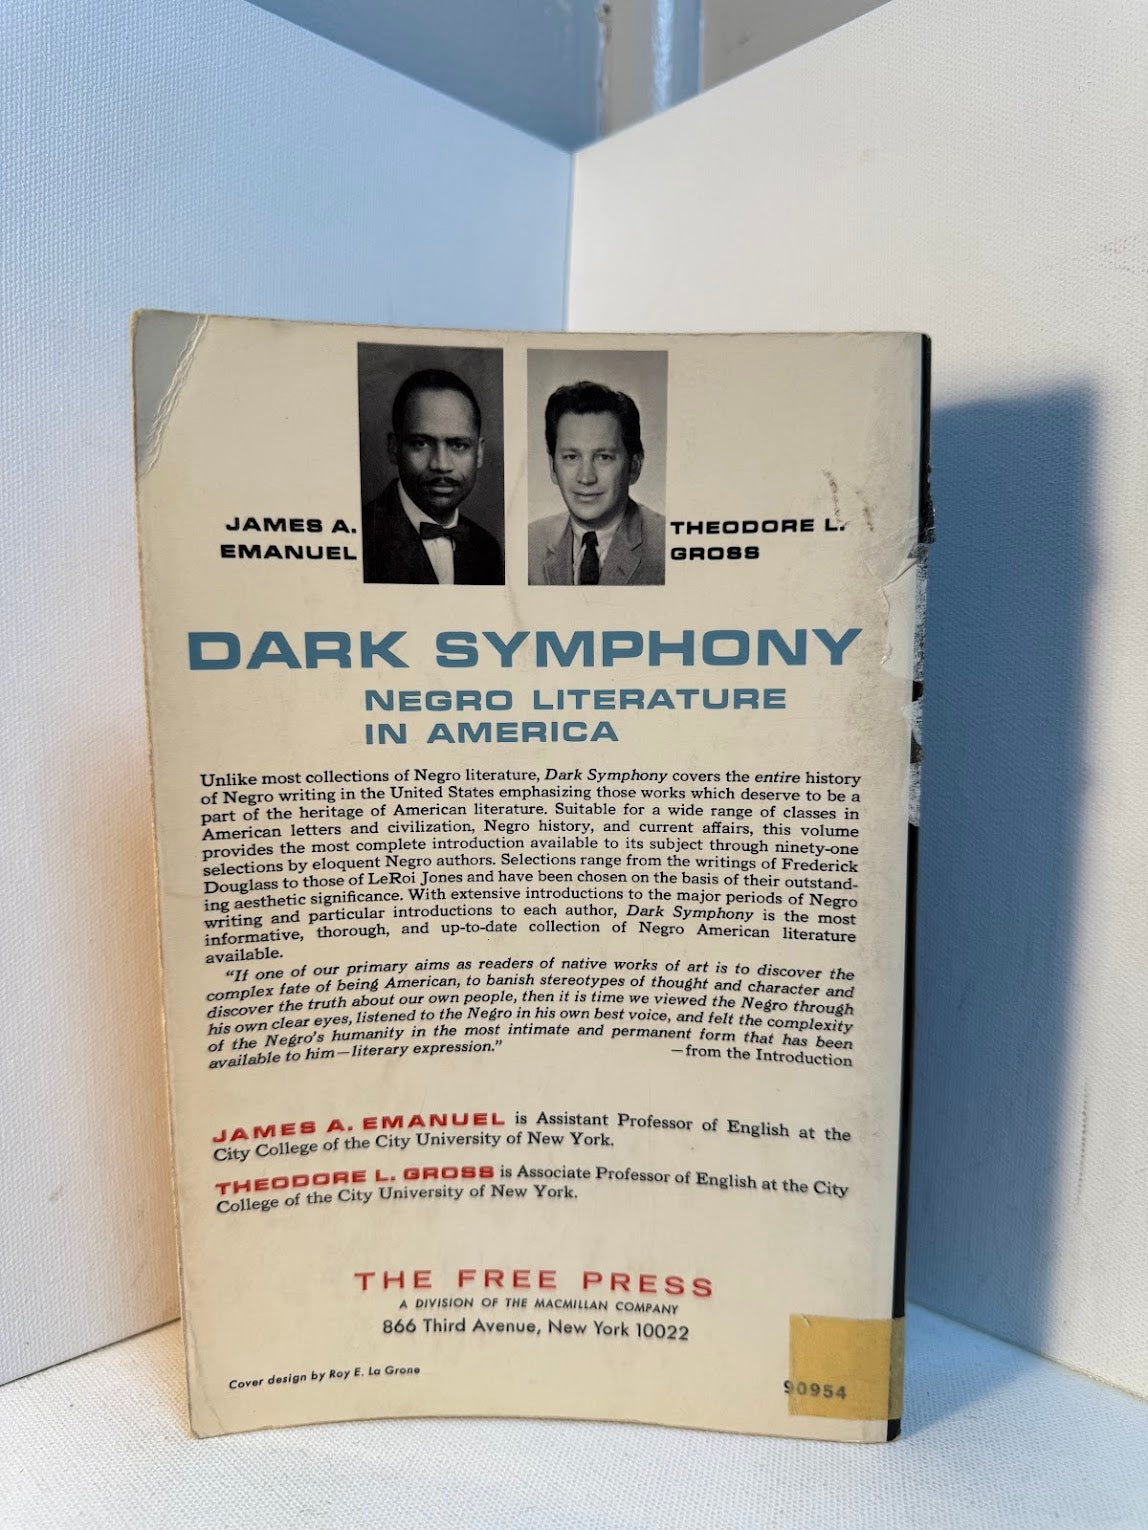 JAMES A.
EMANUEL
THEODORE L.
GROSS
DARK SYMPHONY
NEGRO LITERATURE
IN AMERICA
Unlike most collections of Negro literature, Dark Symphony covers the entire history
of Negro writing in the United States emphasizing those works which deserve to be a
part of the heritage of American literature. Suitable for a wide range of classes in
American letters and civilization, Negro history, and current affairs, this volume
provides the most complete introduction available to its subject through ninety-one
selections by eloquent Negro authors. Selections range from the writings of Frederick
Douglass to those of LeRoi Jones and have been chosen on the basis of their outstand-
ing aesthetic significance. With extensive introductions to the major periods of Negro
writing and particular introductions to each author, Dark Symphony is the most
informative, thorough, and up-to-date collection of Negro American literature
available.
“If one of our primary aims as readers of native works of art is to discover the
complex fate of being American, to banish stereotypes of thought and character and
discover the truth about our own people, then it is time we viewed the Negro through
his own clear eyes, listened to the Negro in his own best voice, and felt the complexity
of the Negro’s humanity in the most intimate and permanent form that has been
available to him—literary expression.” —from the Introduction
JAMES A. EMANUEL is Assistant Professor of English at the
City College of the City University of New York.
THEODORE L. GROSS is Associate Professor of English at the City
College of the City University of New York.
THE FREE PRESS
A DIVISION OF THE MACMILLAN COMPANY
866 Third Avenue, New York 10022
Cover design by Roy E. La Grone
90954